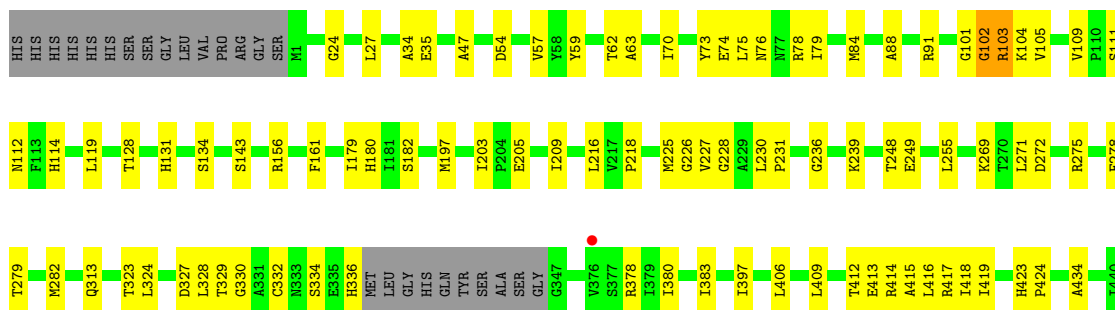 HIS HIS HIS HIS HIS HIS SER SER GLY LEU VAL PRO ARG GLY SER M1 G24 L27 A34 E35 A47 D54 V57 Y58 Y59 T62 A63 I70 Y73 E74 L75 N76 N77 R78 I79 M84 A88 R91 G101 G102 R103 K104 V105 V109 P110 S111
N112 F113 H114 L119 T128 H131 S134 S143 R156 F161 I179 H180 I181 S182 M197 I203 P204 E205 I209 L216 V217 P218 M225 G226 V227 G228 A229 L230 P231 G236 K239 T248 E249 L255 K269 T270 L271 D272 R275
T279 M282 Q313 T323 L324 D327 L328 T329 G330 A331 C332 N333 S334 E335 H336 MET LEU GLY HIS GLN TYR SER ALA SER GLY G347 V376 S377 R378 I379 I380 I383 I397 L406 L409 T412 E413 R414 A415 L416 R417 I418 I419 H423 P424 A434